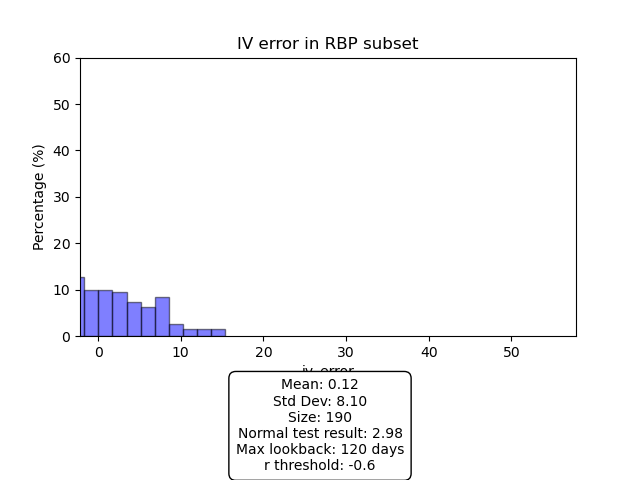 IV error in RBP subset
Percentage (%)
60
50
40
30
20
10
0
0 10 20 30 40 50
iv_error
Mean: 0.12
Std Dev: 8.10
Size: 190
Normal test result: 2.98
Max lookback: 120 days
r threshold: -0.6